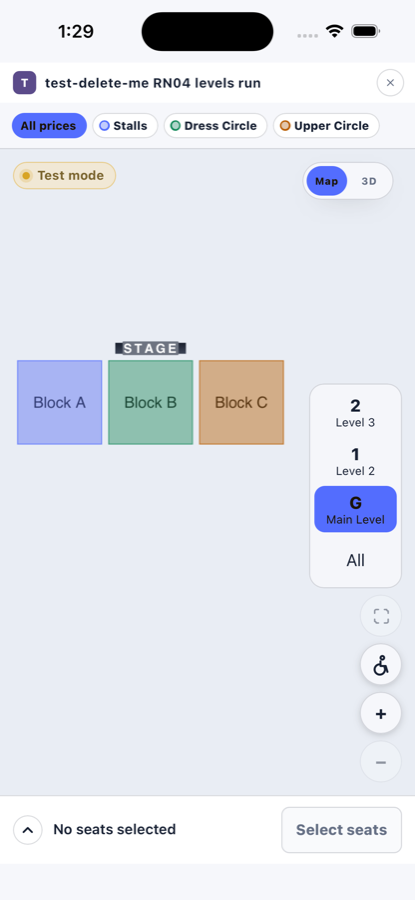 1:29
T
test-delete-me RN04 levels run
All prices
Stalls
Dress Circle
Upper Circle
Test mode
Map
3D
STAGE
Block A
Block B
Block C
2
Level 3
1
Level 2
G
Main Level
All
No seats selected
Select seats